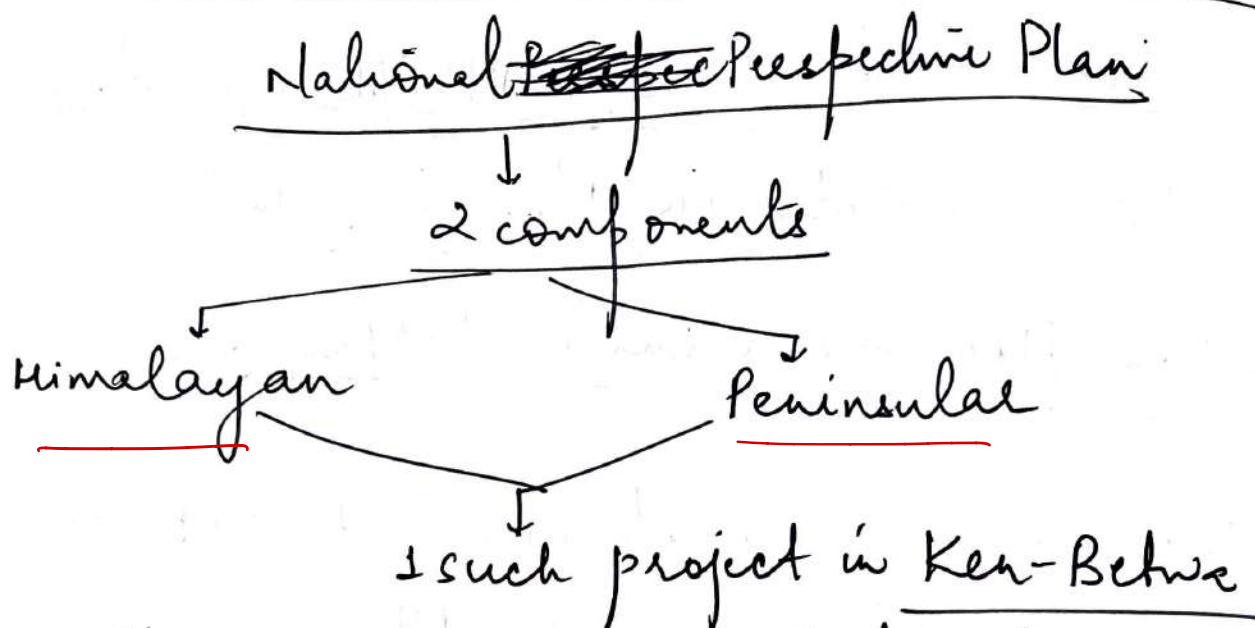 National Perspective Plan
2 components
Himalayan Peninsular
1 such project in Ken-Betwa